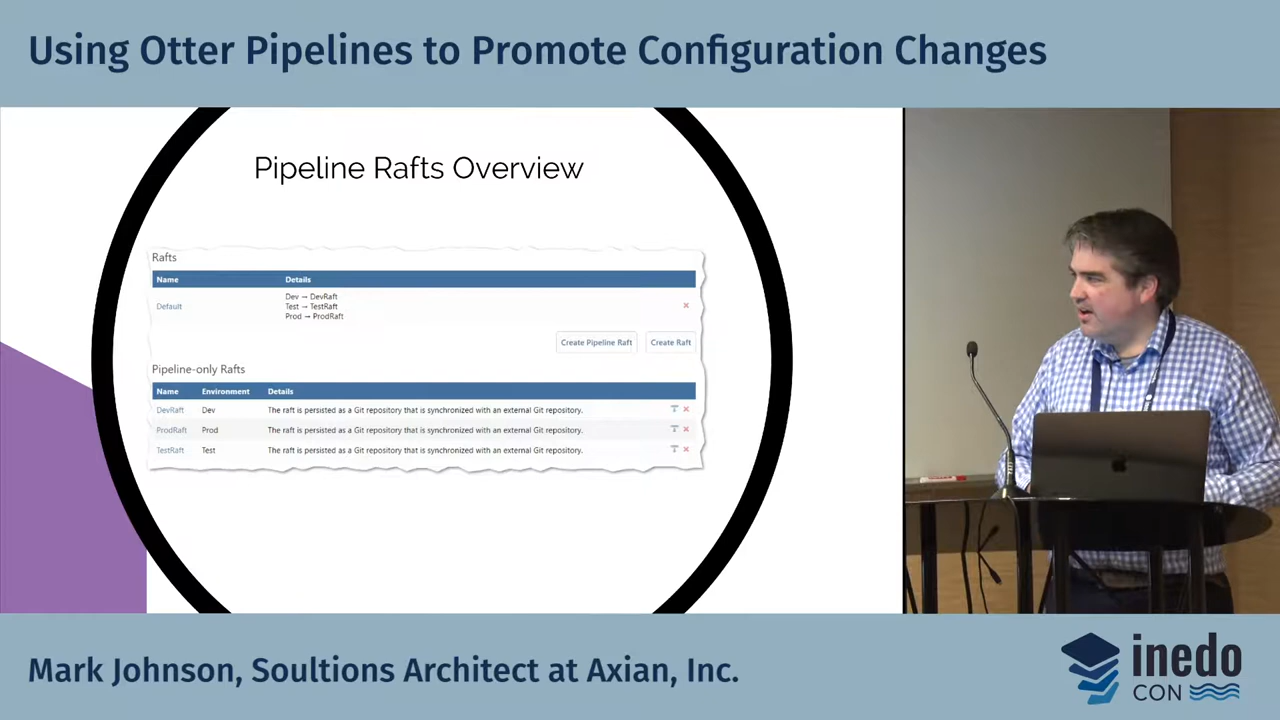 Using Otter Pipelines to Promote Configuration Changes
Pipeline Rafts Overview
Rafts
Name Details
Default
Dev → DevRaft
Test → TestRaft
Prod → ProdRaft
Create Pipeline Raft Create Raft
Pipeline-only Rafts
Name Environment Details
DevRaft Dev The raft is persisted as a Git repository that is synchronized with an external Git repository.
ProdRaft Prod The raft is persisted as a Git repository that is synchronized with an external Git repository.
TestRaft Test The raft is persisted as a Git repository that is synchronized with an external Git repository.
Mark Johnson, Soultions Architect at Axian, Inc.
inedo
CON